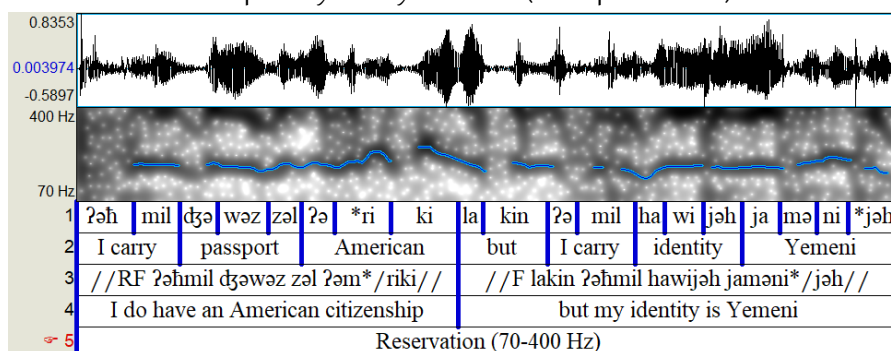 0.8353
0.003974
-0.5897
400 Hz
70 Hz
1 ʔəħ mil ʤə wəz zəl ʔə *ri ki la kin ʔə mil ha wi jəh ja mə ni *jəh
2 I carry passport American but I carry identity Yemeni
3 //RF ʔəħmil ʤəwəz zəl ʔəm*/riki// //F lakin ʔəħmil hawijəh jaməni*/jəh//
4 I do have an American citizenship but my identity is Yemeni
5 Reservation (70-400 Hz)